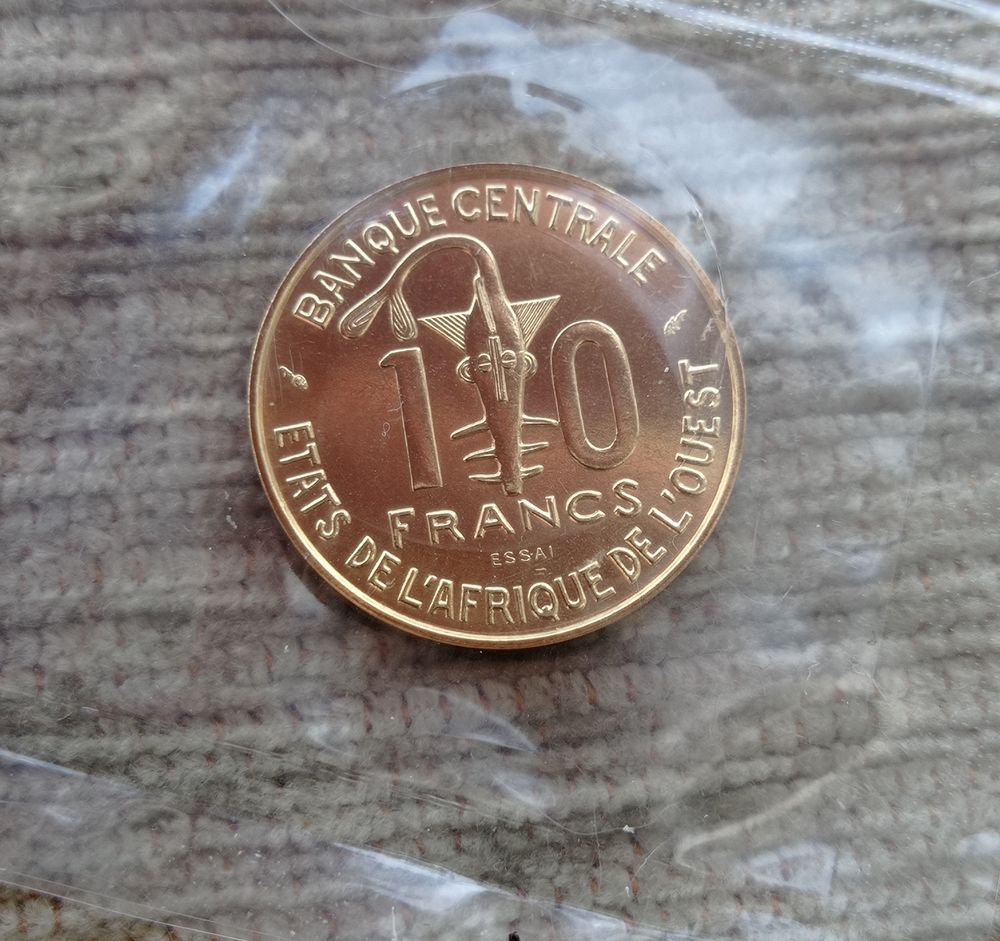 BANQUE CENTRALE
10
FRANCS
ESSAI
ETATS DE L'AFRIQUE DE L'OUEST